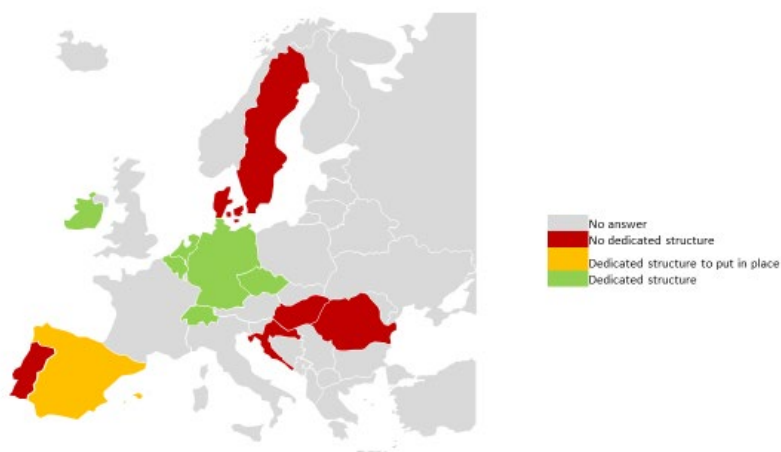 No answer
No dedicated structure
Dedicated structure to put in place
Dedicated structure